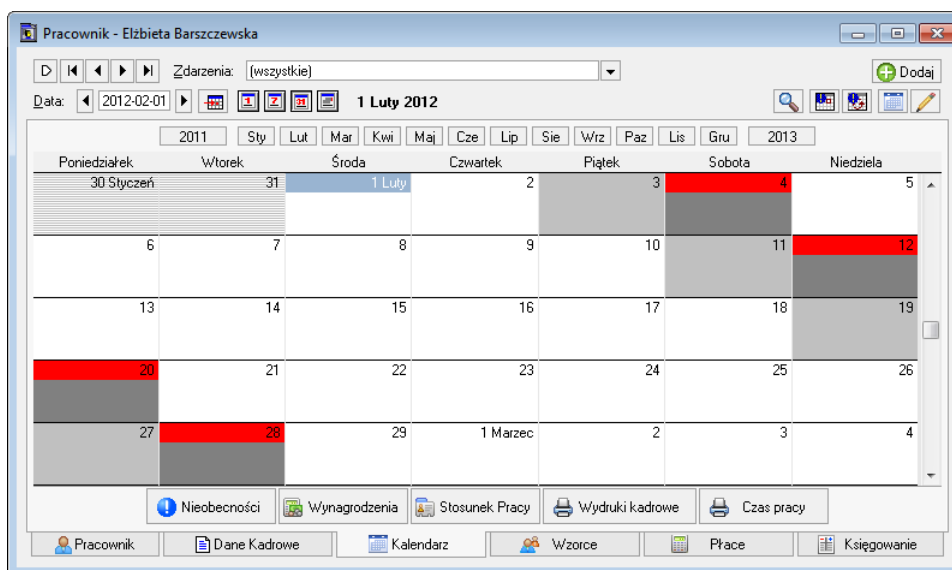 Pracownik - Elżbieta Barszczewska
Zdarzenia: (wszystkie) Dodaj
Data: 2012-02-01 1 7 31 1 Luty 2012
2011 Sty Lut Mar Kwi Maj Cze Lip Sie Wrz Paz Lis Gru 2013
Poniedziałek Wtorek Środa Czwartek Piątek Sobota Niedziela
30 Styczeń 31 1 Luty 2 3 4 5
6 7 8 9 10 11 12
13 14 15 16 17 18 19
20 21 22 23 24 25 26
27 28 29 1 Marzec 2 3 4
Nieobecności Wynagrodzenia Stosunek Pracy Wydruki kadrowe Czas pracy
Pracownik Dane Kadrowe Kalendarz Wzorce Płace Księgowanie